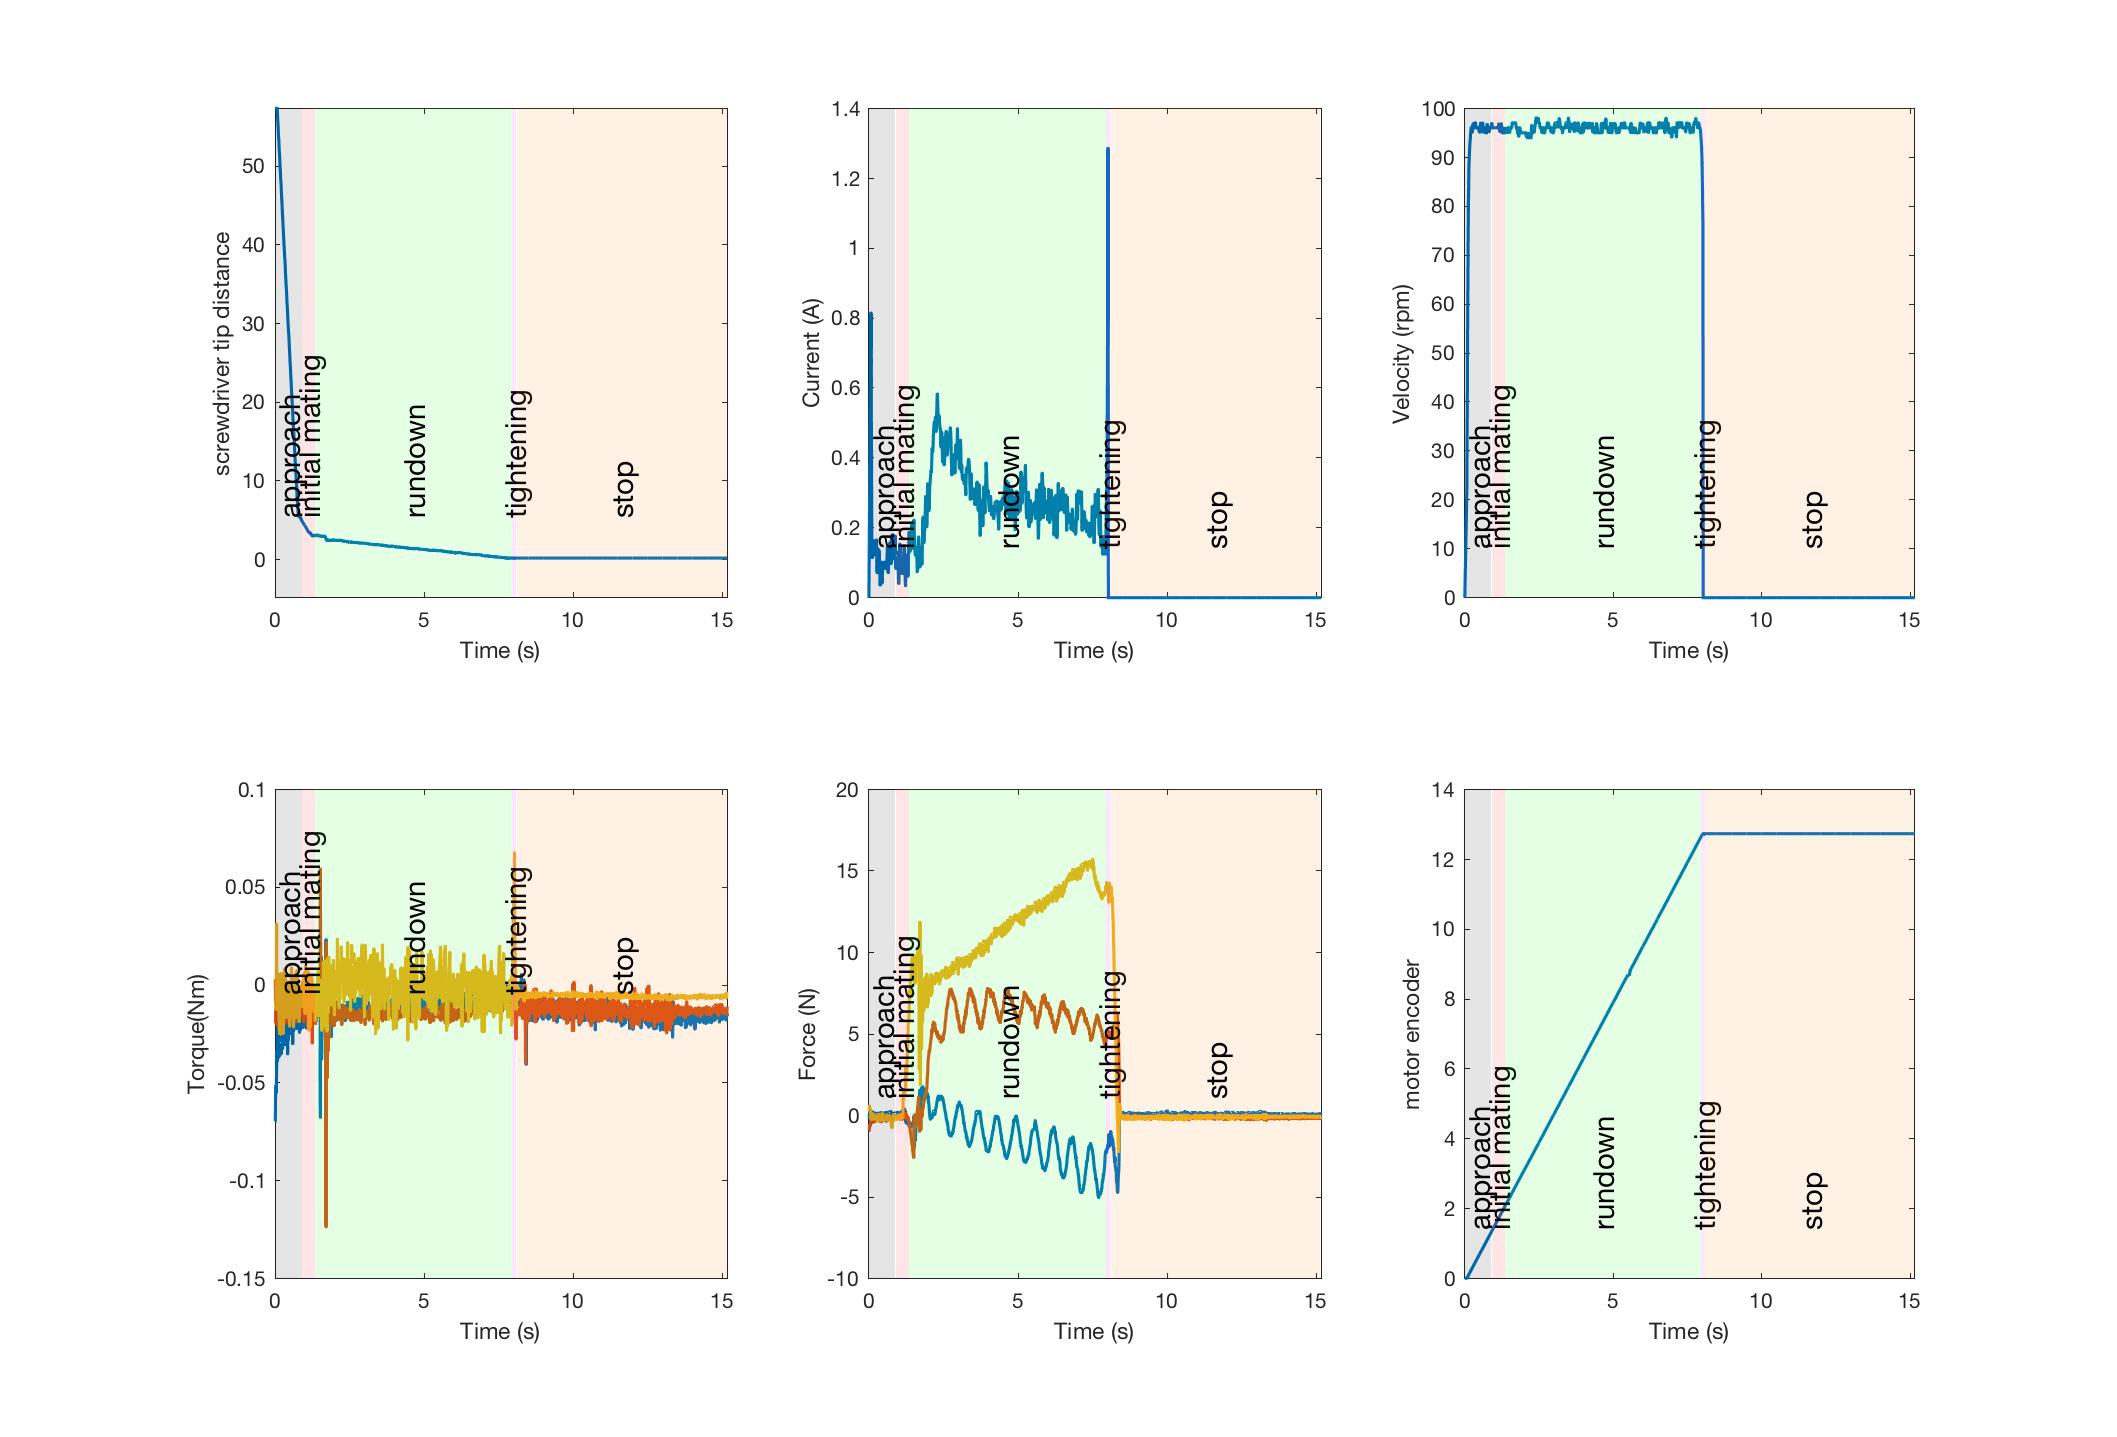 screwdriver tip distance
50
40
30
20
10
0
approach
initial mating
rundown
tightening
stop
0 5 10 15
Time (s)
Current (A)
1.4
1.2
1
0.8
0.6
0.4
0.2
0
approach
initial mating
rundown
tightening
stop
0 5 10 15
Time (s)
Velocity (rpm)
100
90
80
70
60
50
40
30
20
10
0
approach
initial mating
rundown
tightening
stop
0 5 10 15
Time (s)
Torque(Nm)
0.1
0.05
0
-0.05
-0.1
-0.15
approach
initial mating
rundown
tightening
stop
0 5 10 15
Time (s)
Force (N)
20
15
10
5
0
-5
-10
approach
initial mating
rundown
tightening
stop
0 5 10 15
Time (s)
motor encoder
14
12
10
8
6
4
2
0
approach
initial mating
rundown
tightening
stop
0 5 10 15
Time (s)